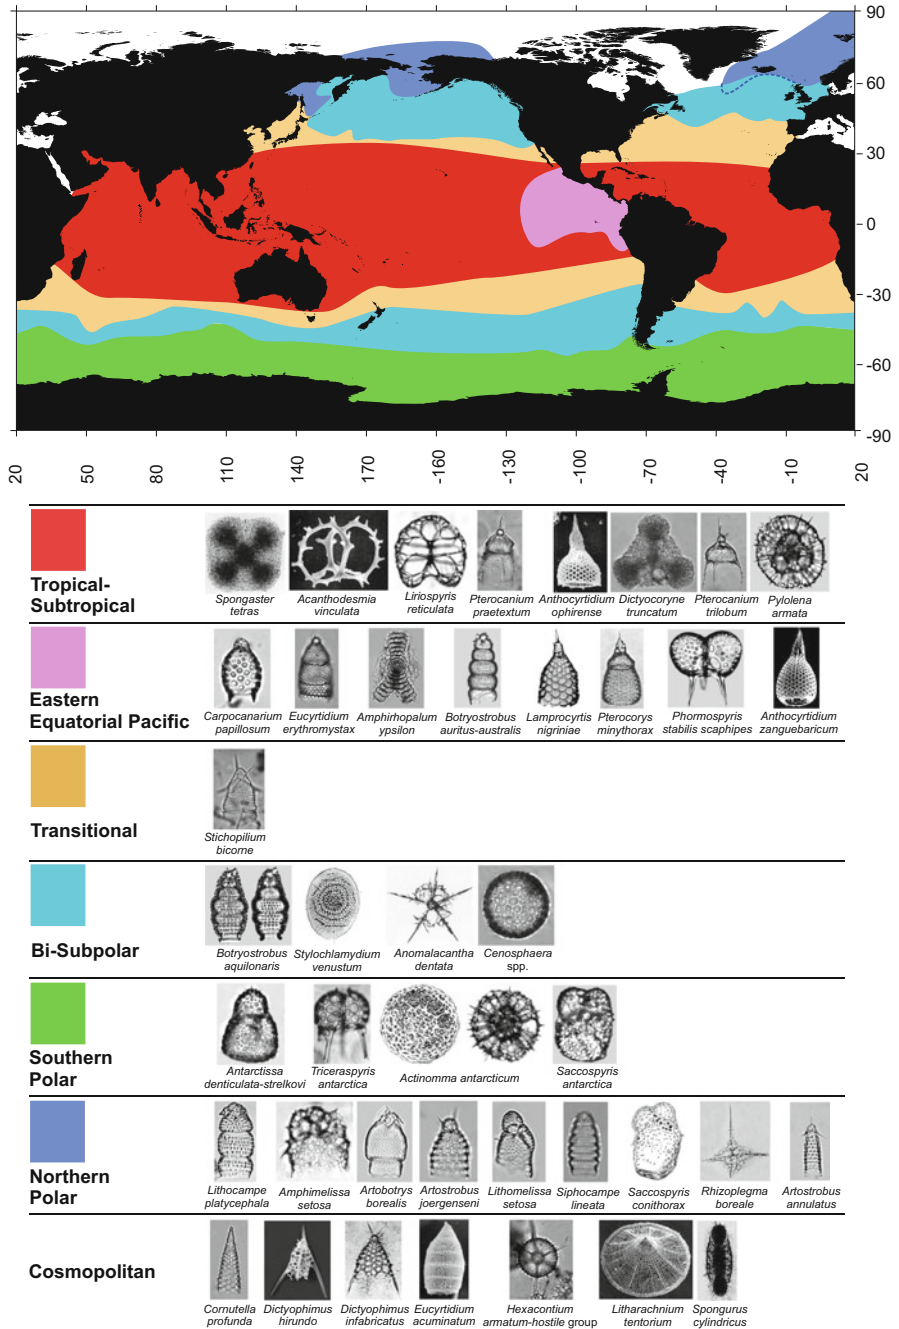 90
60
30
0
-30
-60
-90
20
50
80
110
140
170
-160
-130
-100
-70
-40
-10
20
Tropical-
Subtropical
Spongaster
tetras
Acanthodesmia
vinculata
Liriospyris
reticulata
Pterocanium
praetextum
Anthocyrtidium
ophirense
Dictyocoryne
truncatum
Pterocanium
trilobum
Pylolena
armata
Eastern
Equatorial Pacific
Carpocanarium
papillosum
Eucyrtidium
erythromystax
Amphirhopalum
ypsilon
Botryostrobus
auritus-australis
Lamprocyrtis
nigriniae
Pterocorys
minythorax
Phormospyris
stabilis scaphipes
Anthocyrtidium
zanguebaricum
Transitional
Stichopilium
bicorne
Bi-Subpolar
Botryostrobus
aquilonaris
Stylochlamydium
venustum
Anomalacantha
dentata
Cenosphaera
spp.
Southern
Polar
Antarctissa
denticulata-strelkovi
Triceraspyris
antarctica
Actinomma antarcticum
Saccospyris
antarctica
Northern
Polar
Lithocampe
platycephala
Amphimelissa
setosa
Artobotrys
borealis
Artostrobus
joergenseni
Lithomelissa
setosa
Siphocampe
lineata
Saccospyris
conithorax
Rhizoplegma
boreale
Artostrobus
annulatus
Cosmopolitan
Cornutella
profunda
Dictyophimus
hirundo
Dictyophimus
infabricatus
Eucyrtidium
acuminatum
Hexacontium
armatum-hostile group
Litharachnium
tentorium
Spongurus
cylindricus